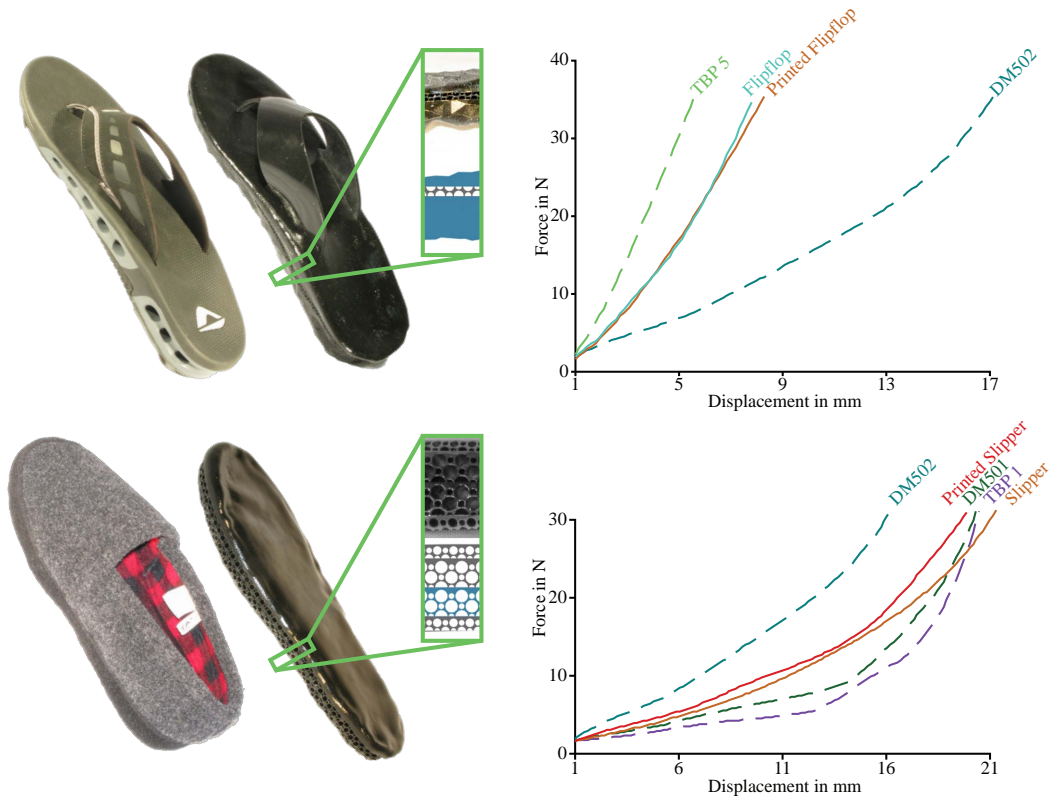 TBP 5
Flipflop
Printed Flipflop
DM502
40
30
20
10
0
Force in N
1
5
9
13
17
Displacement in mm
DM502
Printed Slipper
DM501
TBP 1
Slipper
30
20
10
0
Force in N
1
6
11
16
21
Displacement in mm